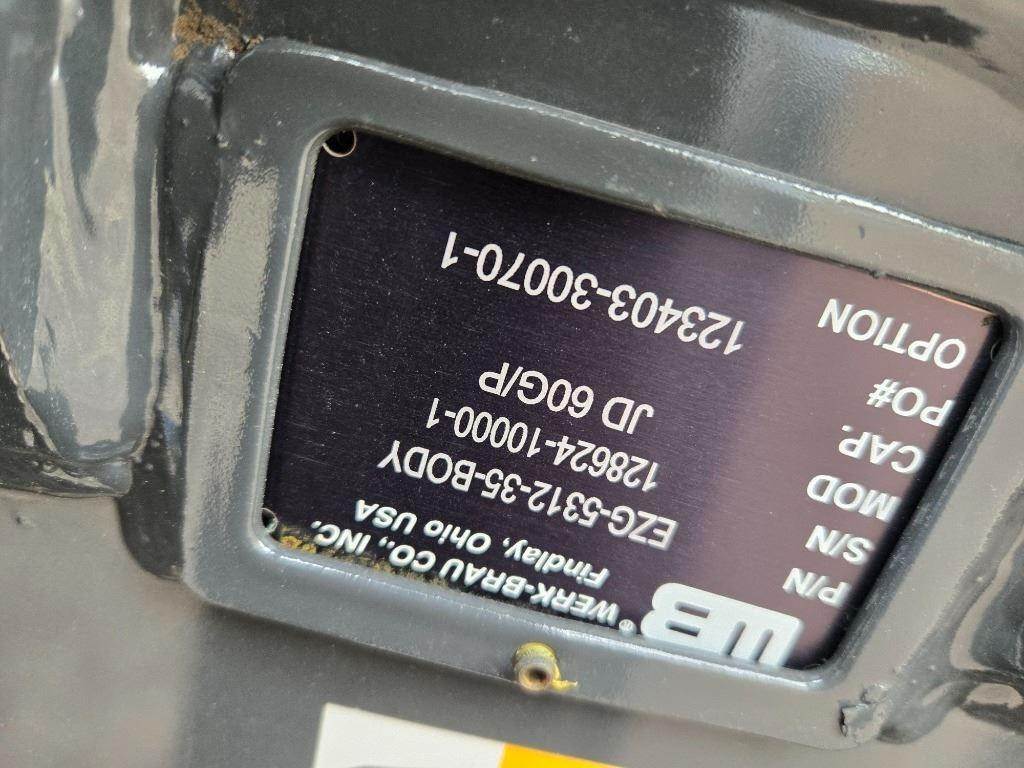 WB ® WERK-BRAU CO., INC.
Findlay, Ohio USA
P/N EZG-5312-35-BODY
S/N 128624-10000-1
MOD JD 60G/P
CAP.
PO# 123403-30070-1
OPTION